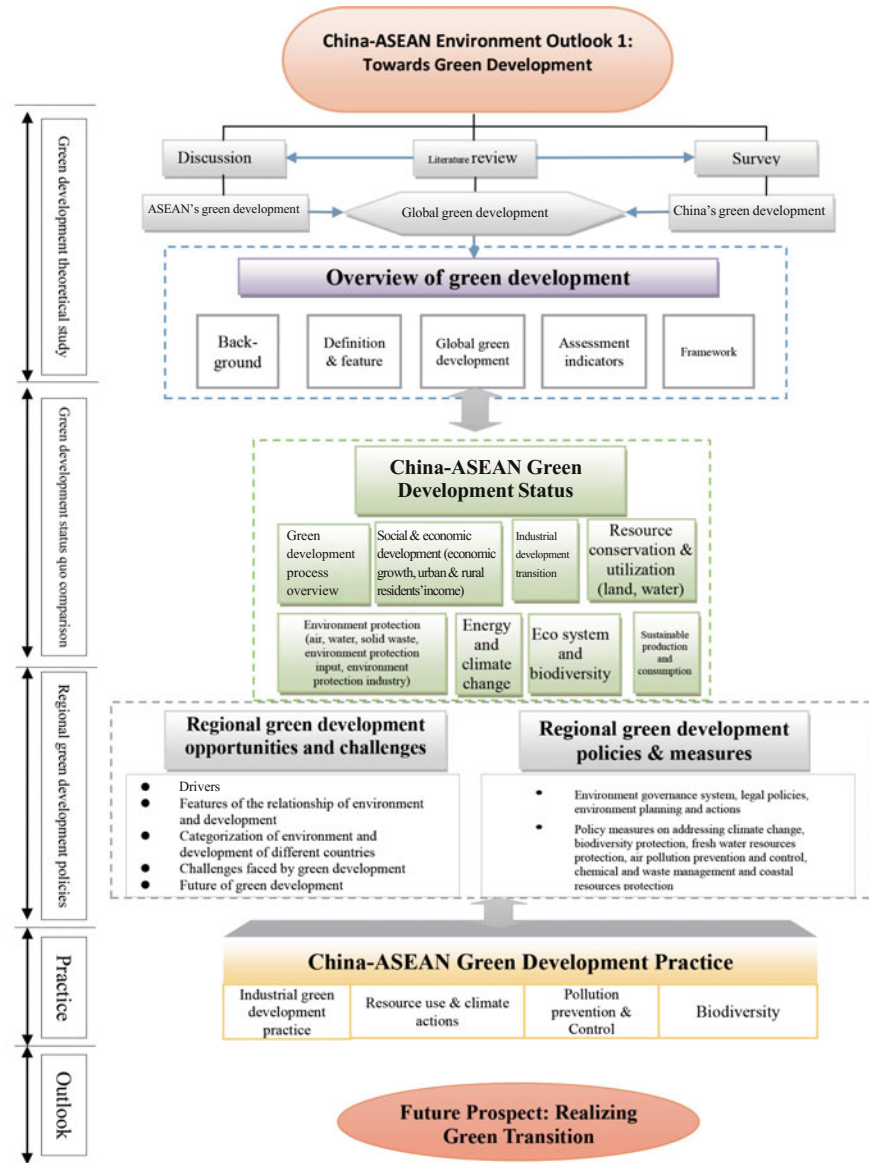 China-ASEAN Environment Outlook 1:
Towards Green Development
Green development theoretical study
Discussion
Literature review
Survey
ASEAN's green development
Global green development
China's green development
Overview of green development
Back-
ground
Definition
& feature
Global green
development
Assessment
indicators
Framework
Green development status quo comparison
China-ASEAN Green
Development Status
Green
development
process
overview
Social & economic
development (economic
growth, urban & rural
residents'income)
Industrial
development
transition
Resource
conservation &
utilization
(land, water)
Environment protection
(air, water, solid waste,
environment protection
input, environment
protection industry)
Energy
and
climate
change
Eco system
and
biodiversity
Sustainable
production
and
consumption
Regional green development policies
Regional green development
opportunities and challenges
● Drivers
● Features of the relationship of environment
and development
● Categorization of environment and
development of different countries
● Challenges faced by green development
● Future of green development
Regional green development
policies & measures
• Environment governance system, legal policies,
environment planning and actions
• Policy measures on addressing climate change,
biodiversity protection, fresh water resources
protection, air pollution prevention and control,
chemical and waste management and coastal
resources protection
Practice
China-ASEAN Green Development Practice
Industrial green
development
practice
Resource use & climate
actions
Pollution
prevention &
Control
Biodiversity
Outlook
Future Prospect: Realizing
Green Transition